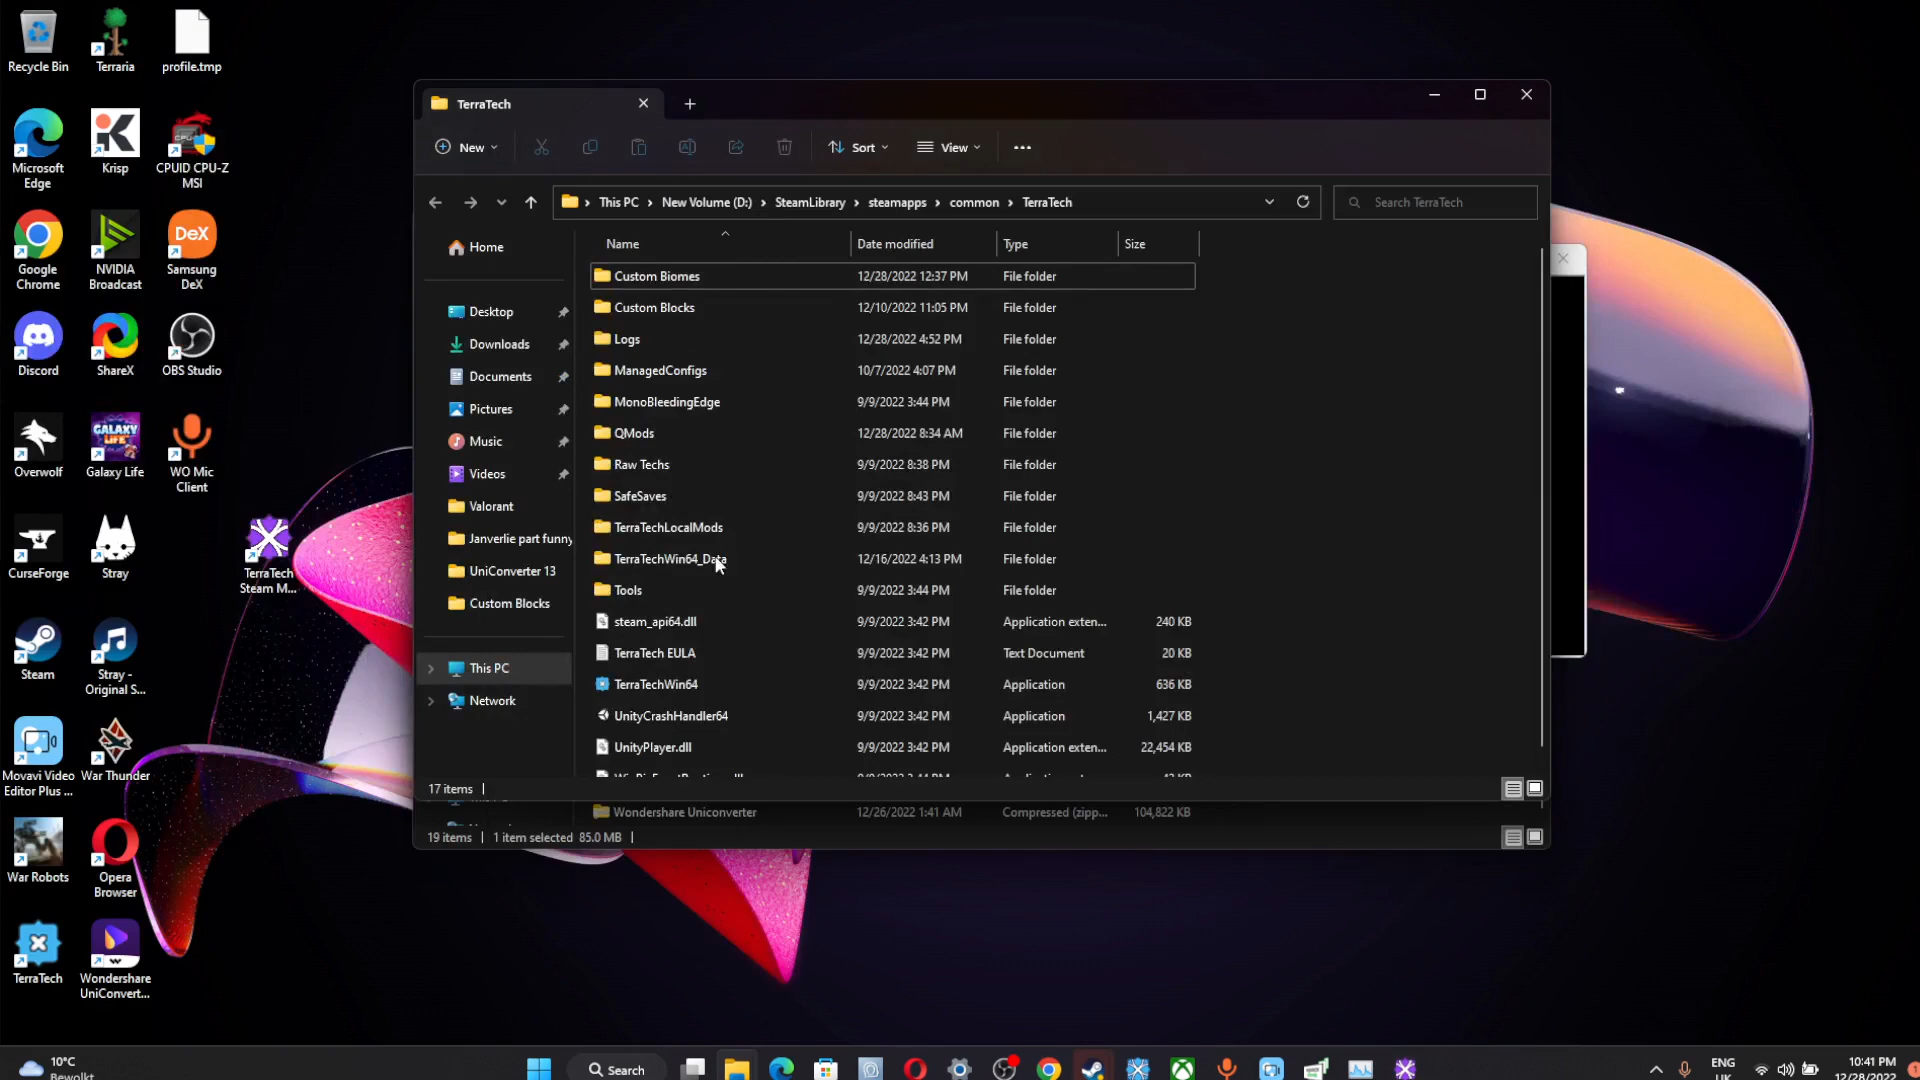 Recycle Bin
Terraria
profile.tmp
Microsoft Edge
Krisp
CPUID CPU-Z MSI
Google Chrome
NVIDIA Broadcast
Samsung DeX
Discord
ShareX
OBS Studio
Overwolf
Galaxy Life
WO Mic Client
CurseForge
Stray
TerraTech Steam M...
Steam
Stray - Original S...
Movavi Video Editor Plus ...
War Thunder
War Robots
Opera Browser
TerraTech
Wondershare UniConvert...
TerraTech
New
Sort
View
This PC > New Volume (D:) > SteamLibrary > steamapps > common > TerraTech
Search TerraTech
Home
Desktop
Downloads
Documents
Pictures
Music
Videos
Valorant
Janverlie part funny
UniConverter 13
Custom Blocks
This PC
Network
Name Date modified Type Size
Custom Biomes 12/28/2022 12:37 PM File folder
Custom Blocks 12/10/2022 11:05 PM File folder
Logs 12/28/2022 4:52 PM File folder
ManagedConfigs 10/7/2022 4:07 PM File folder
MonoBleedingEdge 9/9/2022 3:44 PM File folder
QMods 12/28/2022 8:34 AM File folder
Raw Techs 9/9/2022 8:38 PM File folder
SafeSaves 9/9/2022 8:43 PM File folder
TerraTechLocalMods 9/9/2022 8:36 PM File folder
TerraTechWin64_Data 12/16/2022 4:13 PM File folder
Tools 9/9/2022 3:44 PM File folder
steam_api64.dll 9/9/2022 3:42 PM Application exten... 240 KB
TerraTech EULA 9/9/2022 3:42 PM Text Document 20 KB
TerraTechWin64 9/9/2022 3:42 PM Application 636 KB
UnityCrashHandler64 9/9/2022 3:42 PM Application 1,427 KB
UnityPlayer.dll 9/9/2022 3:42 PM Application exten... 22,454 KB
17 items
Wondershare Uniconverter 12/26/2022 1:41 AM Compressed (zipp... 104,822 KB
19 items 1 item selected 85.0 MB
10°C
Bewolkt
Search
ENG
UK
10:41 PM
12/28/2022